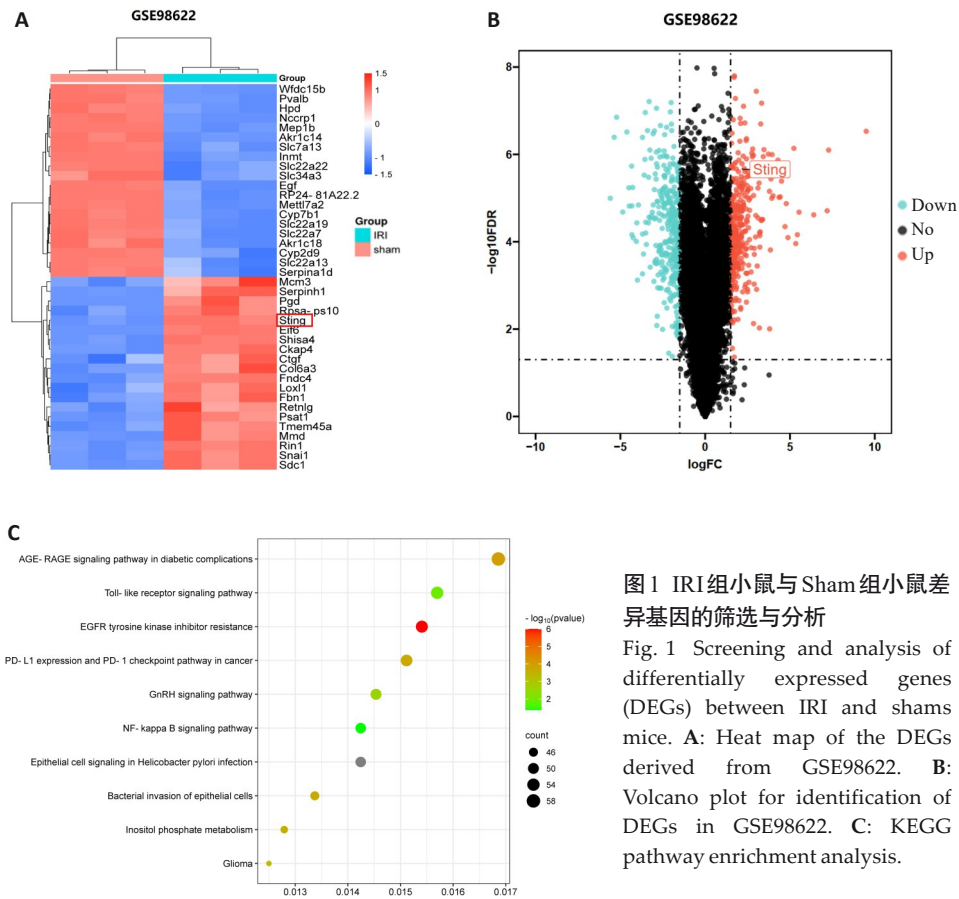 A
GSE98622
Group
Wfdc15b
Pvalb
Hpd
Nccrp1
Mep1b
Akr1c14
Slc7a13
Inmt
Slc22a22
Slc34a3
Egf
RP24- 81A22.2
Mettl7a2
Cyp7b1
Slc22a19
Slc22a7
Akr1c18
Cyp2d9
Slc22a13
Serpina1d
Mcm3
Serpinh1
Pgd
Rpsa- ps10
Sting
Eif6
Shisa4
Ckap4
Ctgf
Col6a3
Fndc4
Loxl1
Fbn1
Retnlg
Psat1
Tmem45a
Mmd
Rin1
Snai1
Sdc1
1.5
1
0
- 1
- 1.5
Group
IRI
sham
B
GSE98622
8
6
4
2
0
−log10FDR
−10
−5
0
5
10
logFC
Sting
Down
No
Up
C
AGE- RAGE signaling pathway in diabetic complications
Toll- like receptor signaling pathway
EGFR tyrosine kinase inhibitor resistance
PD- L1 expression and PD- 1 checkpoint pathway in cancer
GnRH signaling pathway
NF- kappa B signaling pathway
Epithelial cell signaling in Helicobacter pylori infection
Bacterial invasion of epithelial cells
Inositol phosphate metabolism
Glioma
0.013
0.014
0.015
0.016
0.017
- log10(pvalue)
6
5
4
3
2
count
46
50
54
58
图1 IRI组小鼠与Sham组小鼠差
异基因的筛选与分析
Fig. 1 Screening and analysis of
differentially expressed genes
(DEGs) between IRI and shams
mice. A: Heat map of the DEGs
derived from GSE98622. B:
Volcano plot for identification of
DEGs in GSE98622. C: KEGG
pathway enrichment analysis.